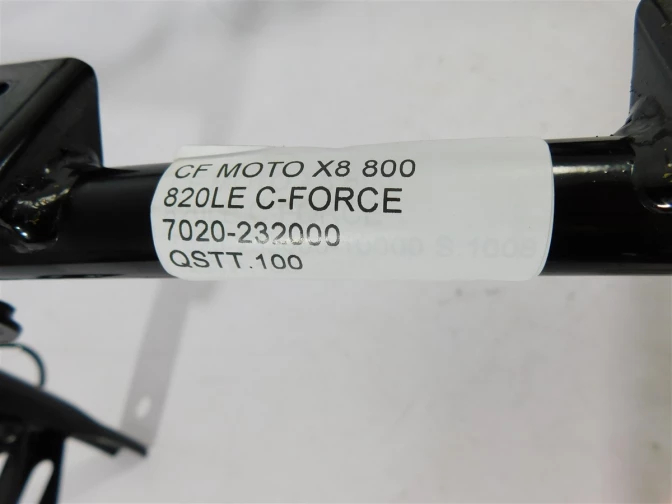 CF MOTO X8 800
820LE C-FORCE
7020-232000
QSTT.100